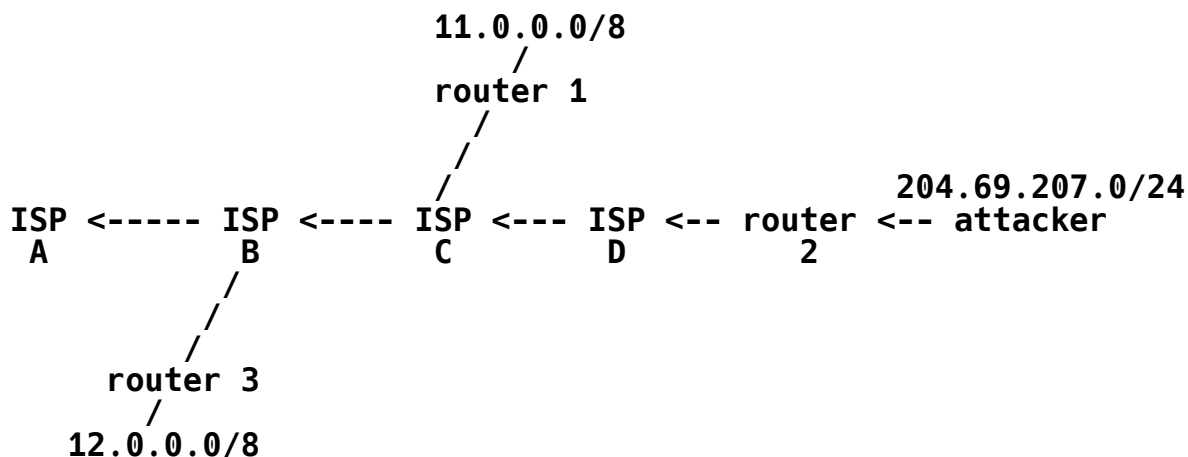 11.0.0.0/8
/
router 1
/
/
/
204.69.207.0/24
ISP <----- ISP <---- ISP <--- ISP <-- router <-- attacker
A B C D 2
/
/
/
router 3
/
12.0.0.0/8